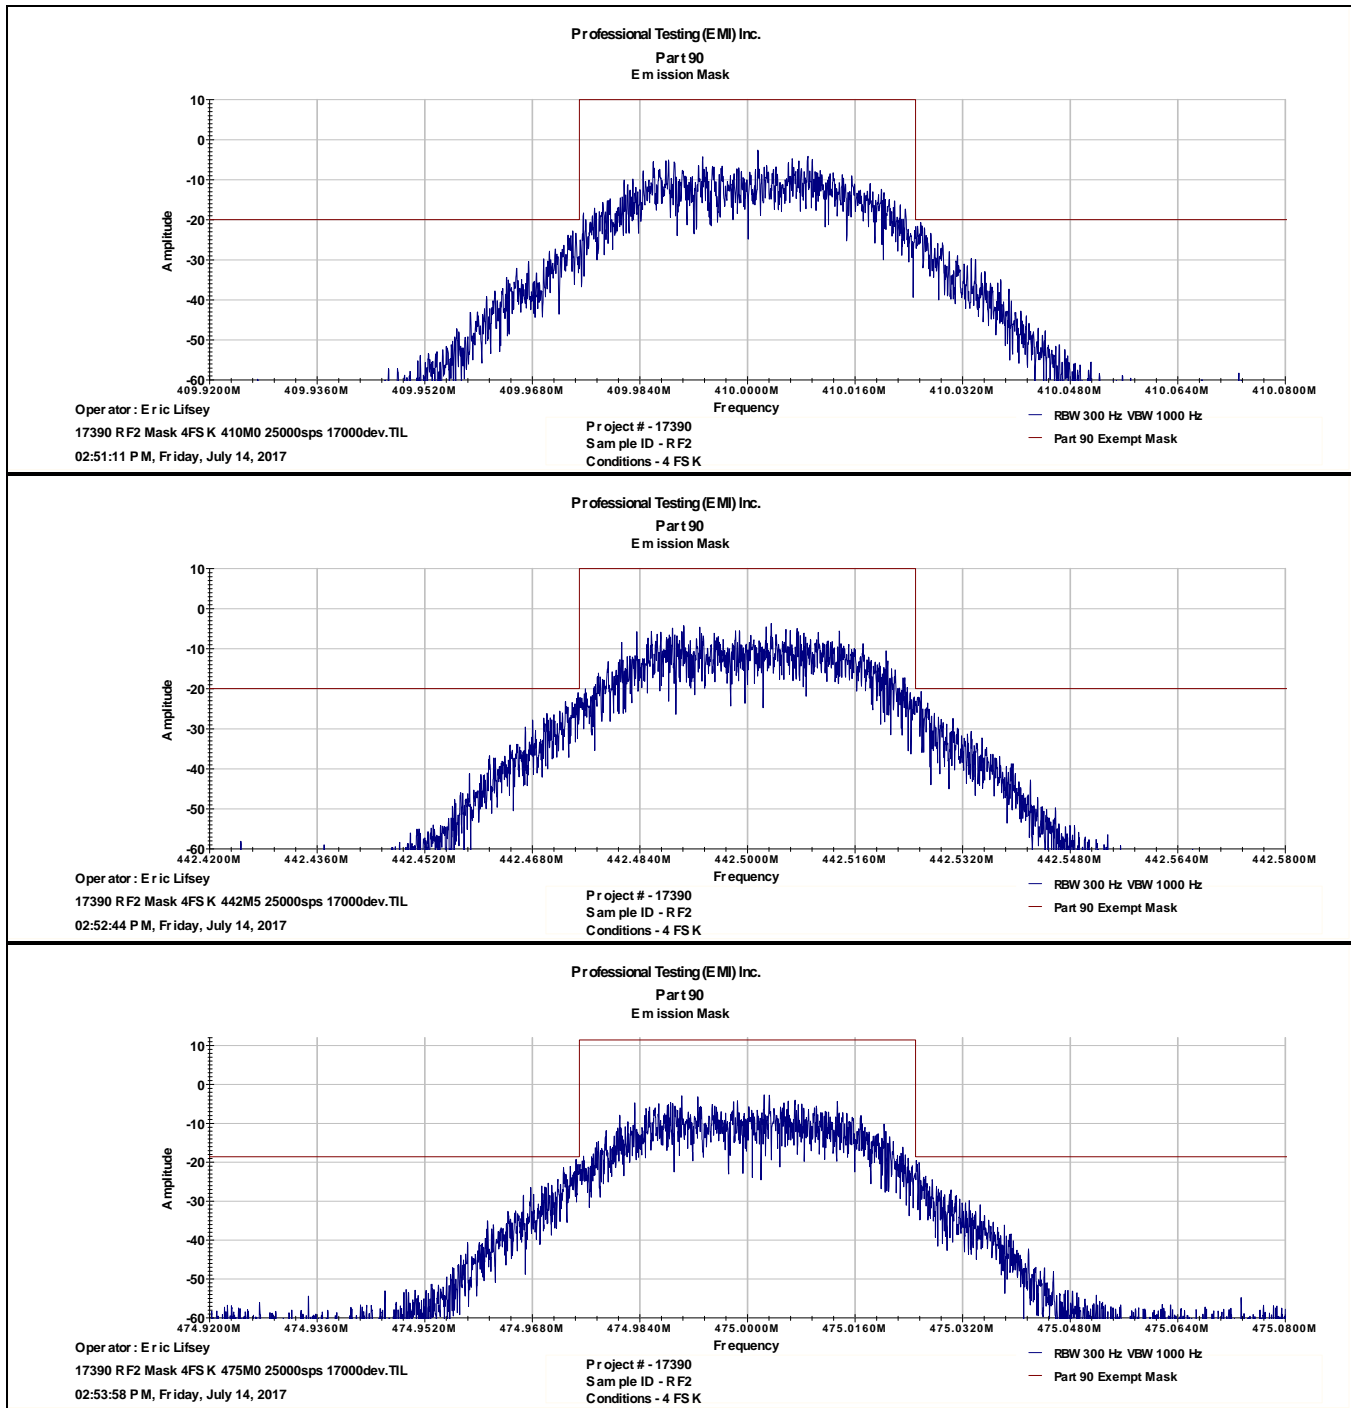 Professional Testing (EMI) Inc.
Part 90
Emission Mask
10
0
-10
-20
-30
-40
-50
-60
Amplitude
409.9200M 409.9360M 409.9520M 409.9680M 409.9840M 410.0000M 410.0160M 410.0320M 410.0480M 410.0640M 410.0800M
Frequency
Operator: Eric Lifsey
17390 RF2 Mask 4FSK 410M0 25000sps 17000dev.TIL
02:51:11 PM, Friday, July 14, 2017
Project # - 17390
Sample ID - RF2
Conditions - 4 FSK
RBW 300 Hz VBW 1000 Hz
Part 90 Exempt Mask
Professional Testing (EMI) Inc.
Part 90
Emission Mask
10
0
-10
-20
-30
-40
-50
-60
Amplitude
442.4200M 442.4360M 442.4520M 442.4680M 442.4840M 442.5000M 442.5160M 442.5320M 442.5480M 442.5640M 442.5800M
Frequency
Operator: Eric Lifsey
17390 RF2 Mask 4FSK 442M5 25000sps 17000dev.TIL
02:52:44 PM, Friday, July 14, 2017
Project # - 17390
Sample ID - RF2
Conditions - 4 FSK
RBW 300 Hz VBW 1000 Hz
Part 90 Exempt Mask
Professional Testing (EMI) Inc.
Part 90
Emission Mask
10
0
-10
-20
-30
-40
-50
-60
Amplitude
474.9200M 474.9360M 474.9520M 474.9680M 474.9840M 475.0000M 475.0160M 475.0320M 475.0480M 475.0640M 475.0800M
Frequency
Operator: Eric Lifsey
17390 RF2 Mask 4FSK 475M0 25000sps 17000dev.TIL
02:53:58 PM, Friday, July 14, 2017
Project # - 17390
Sample ID - RF2
Conditions - 4 FSK
RBW 300 Hz VBW 1000 Hz
Part 90 Exempt Mask